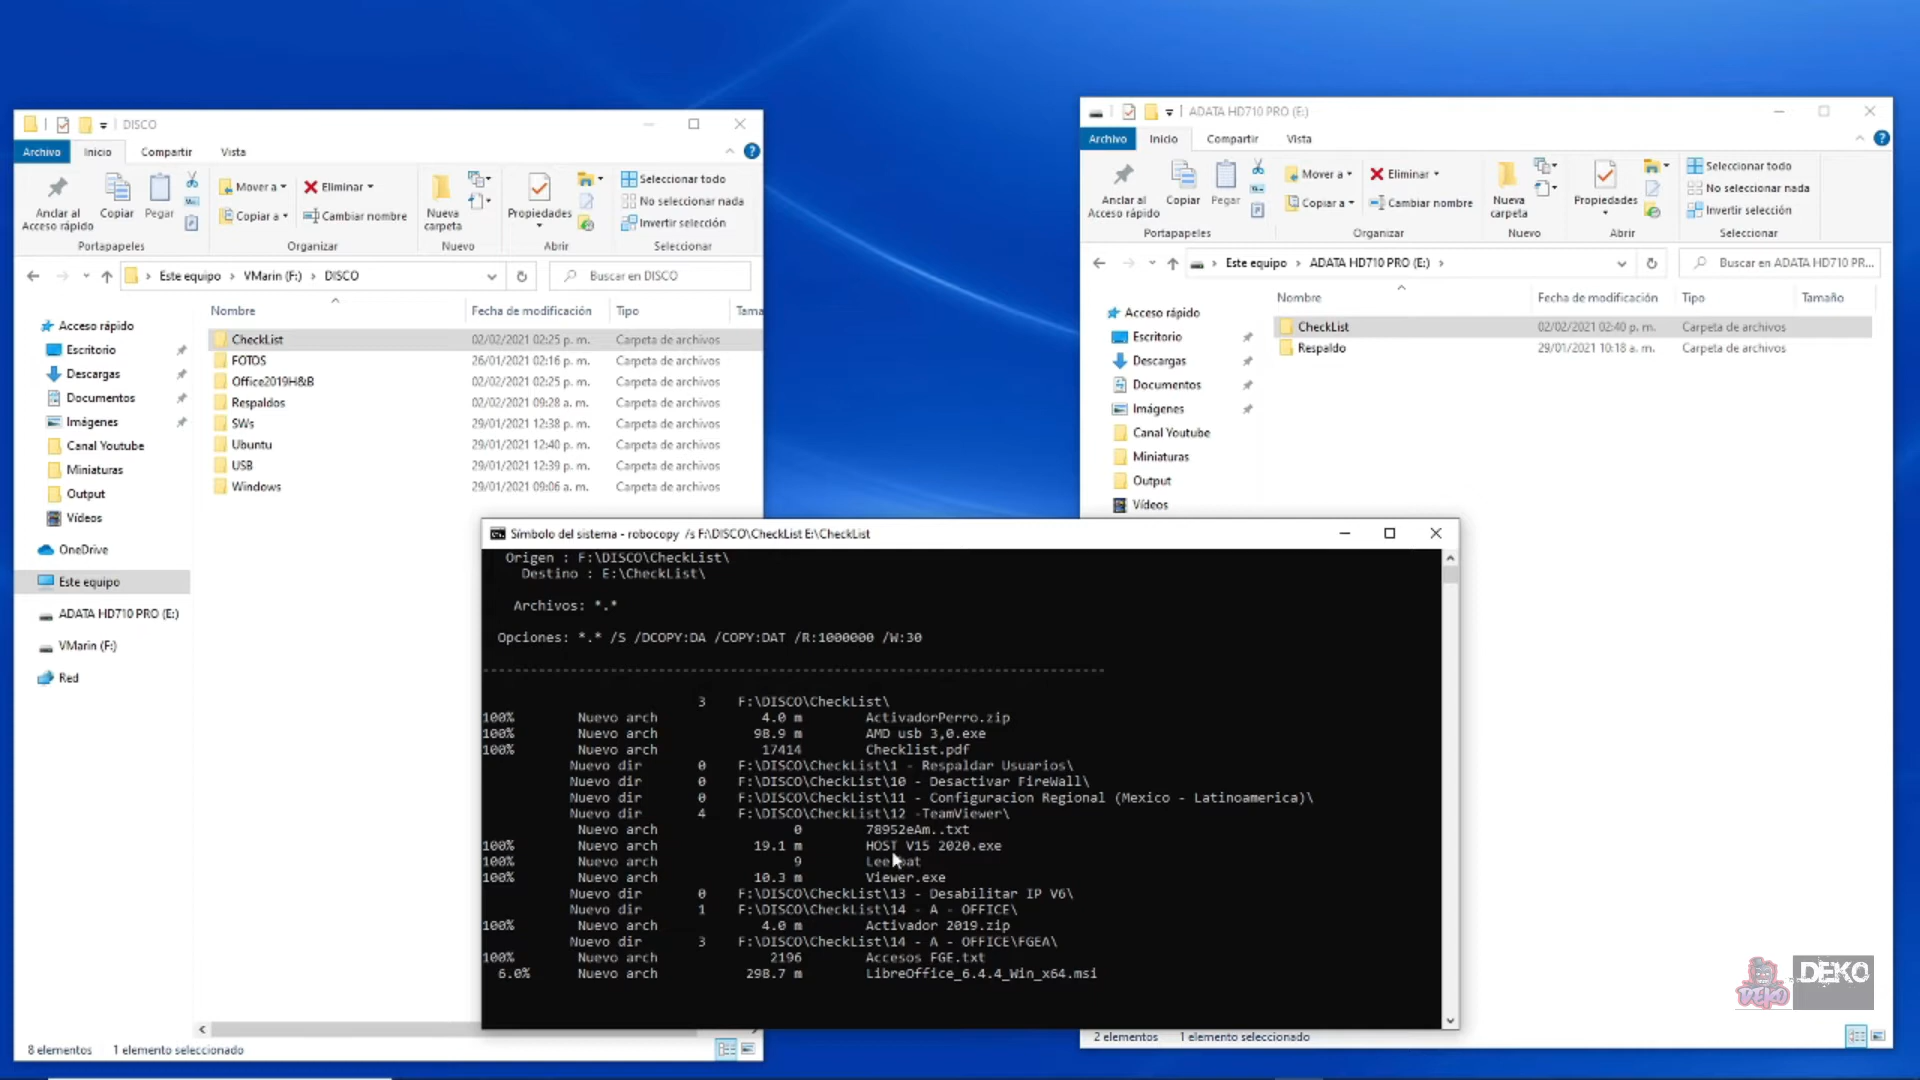 DISCO
Archivo Inicio Compartir Vista
Anclar al Acceso rápido
Copiar
Pegar
Mover a
Copiar a
Eliminar
Cambiar nombre
Nueva carpeta
Propiedades
Seleccionar todo
No seleccionar nada
Invertir selección
Portapapeles Organizar Nuevo Abrir Seleccionar
Este equipo > VMarin (F:) > DISCO
Buscar en DISCO
Nombre Fecha de modificación Tipo Tama
Acceso rápido
Escritorio
Descargas
Documentos
Imágenes
Canal Youtube
Miniaturas
Output
Vídeos
OneDrive
Este equipo
ADATA HD710 PRO (E:)
VMarin (F:)
Red
CheckList 02/02/2021 02:25 p. m. Carpeta de archivos
FOTOS 26/01/2021 02:16 p. m. Carpeta de archivos
Office2019H&B 02/02/2021 02:25 p. m. Carpeta de archivos
Respaldos 02/02/2021 09:28 a. m. Carpeta de archivos
SWs 29/01/2021 12:38 p. m. Carpeta de archivos
Ubuntu 29/01/2021 12:40 p. m. Carpeta de archivos
USB 29/01/2021 12:39 p. m. Carpeta de archivos
Windows 29/01/2021 09:06 a. m. Carpeta de archivos
8 elementos 1 elemento seleccionado
ADATA HD710 PRO (E:)
Archivo Inicio Compartir Vista
Anclar al Acceso rápido
Copiar
Pegar
Mover a
Copiar a
Eliminar
Cambiar nombre
Nueva carpeta
Propiedades
Seleccionar todo
No seleccionar nada
Invertir selección
Portapapeles Organizar Nuevo Abrir Seleccionar
Este equipo > ADATA HD710 PRO (E:) >
Buscar en ADATA HD710 PR...
Nombre Fecha de modificación Tipo Tamaño
Acceso rápido
Escritorio
Descargas
Documentos
Imágenes
Canal Youtube
Miniaturas
Output
Vídeos
CheckList 02/02/2021 02:40 p. m. Carpeta de archivos
Respaldo 29/01/2021 10:18 a. m. Carpeta de archivos
2 elementos 1 elemento seleccionado
Símbolo del sistema - robocopy /s F:\DISCO\CheckList E:\CheckList
Origen : F:\DISCO\CheckList\
Destino : E:\CheckList\
Archivos: *.*
Opciones: *.* /S /DCOPY:DA /COPY:DAT /R:1000000 /W:30
3 F:\DISCO\CheckList\
100% Nuevo arch 4.0 m ActivadorPerro.zip
100% Nuevo arch 98.9 m AMD usb 3,0.exe
100% Nuevo arch 17414 Checklist.pdf
Nuevo dir 0 F:\DISCO\CheckList\1 - Respaldar Usuarios\
Nuevo dir 0 F:\DISCO\CheckList\10 - Desactivar FireWall\
Nuevo dir 0 F:\DISCO\CheckList\11 - Configuracion Regional (Mexico - Latinoamerica)\
Nuevo dir 4 F:\DISCO\CheckList\12 -TeamViewer\
Nuevo arch 0 78952eAm..txt
100% Nuevo arch 19.1 m HOST V15 2020.exe
100% Nuevo arch 9
100% Nuevo arch 10.3 m Viewer.exe
Nuevo dir 0 F:\DISCO\CheckList\13 - Desabilitar IP V6\
Nuevo dir 1 F:\DISCO\CheckList\14 - A - OFFICE\
100% Nuevo arch 4.0 m Activador 2019.zip
Nuevo dir 3 F:\DISCO\CheckList\14 - A - OFFICE\FGEA\
100% Nuevo arch 2196 Accesos FGE.txt
6.0% Nuevo arch 298.7 m LibreOffice_6.4.4_Win_x64.msi
DEKO
DEKO